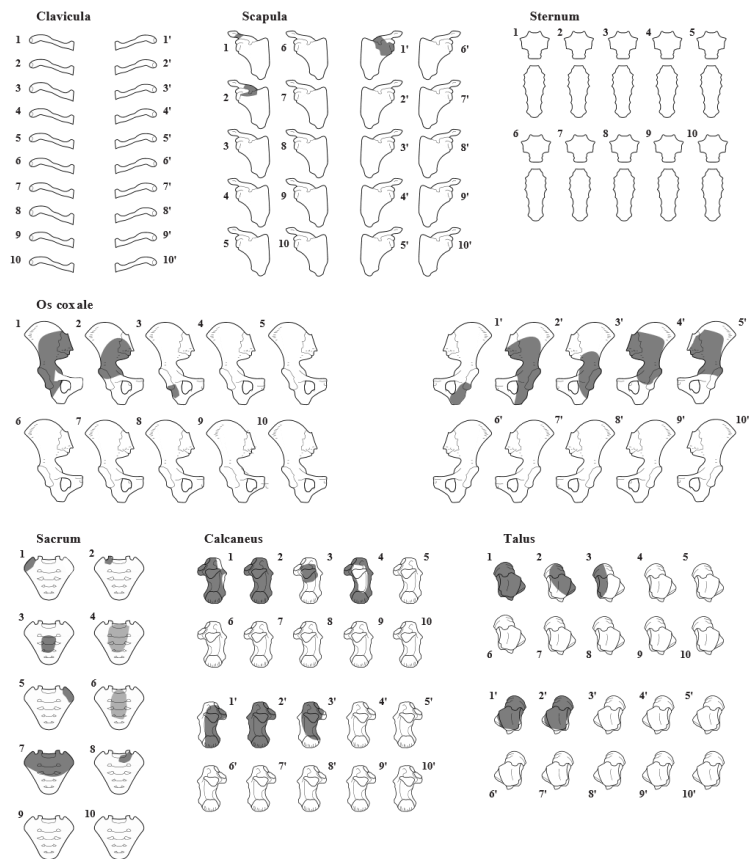 Clavicula
1 1'
2 2'
3 3'
4 4'
5 5'
6 6'
7 7'
8 8'
9 9'
10 10'
Scapula
1 6 1' 6'
2 7 2' 7'
3 8 3' 8'
4 9 4' 9'
5 10 5' 10'
Sternum
1 2 3 4 5
6 7 8 9 10
Os coxale
1 2 3 4 5 1' 2' 3' 4' 5'
6 7 8 9 10 6' 7' 8' 9' 10'
Sacrum
1 2
3 4
5 6
7 8
9 10
Calcaneus
1 2 3 4 5
6 7 8 9 10
1' 2' 3' 4' 5'
6' 7' 8' 9' 10'
Talus
1 2 3 4 5
6 7 8 9 10
1' 2' 3' 4' 5'
6' 7' 8' 9' 10'